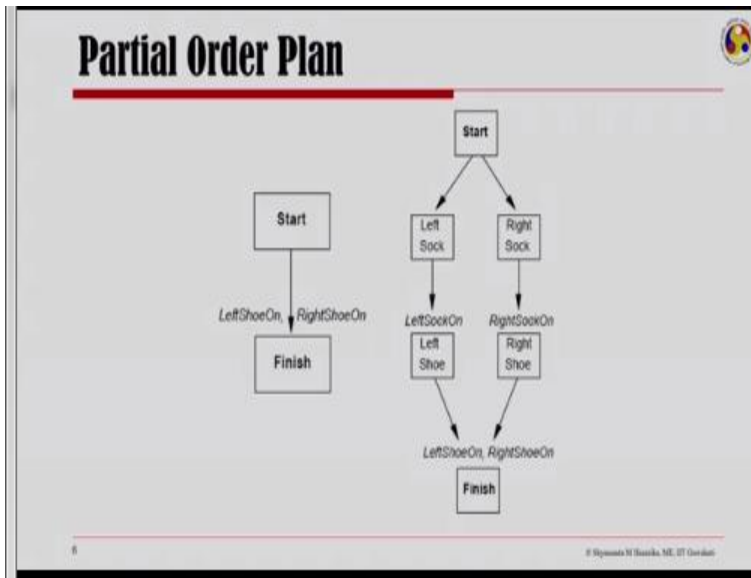 Partial Order Plan
Start
LeftShoeOn, RightShoeOn
Finish
Start
Left Sock
Right Sock
LeftSockOn
RightSockOn
Left Shoe
Right Shoe
LeftShoeOn, RightShoeOn
Finish
6